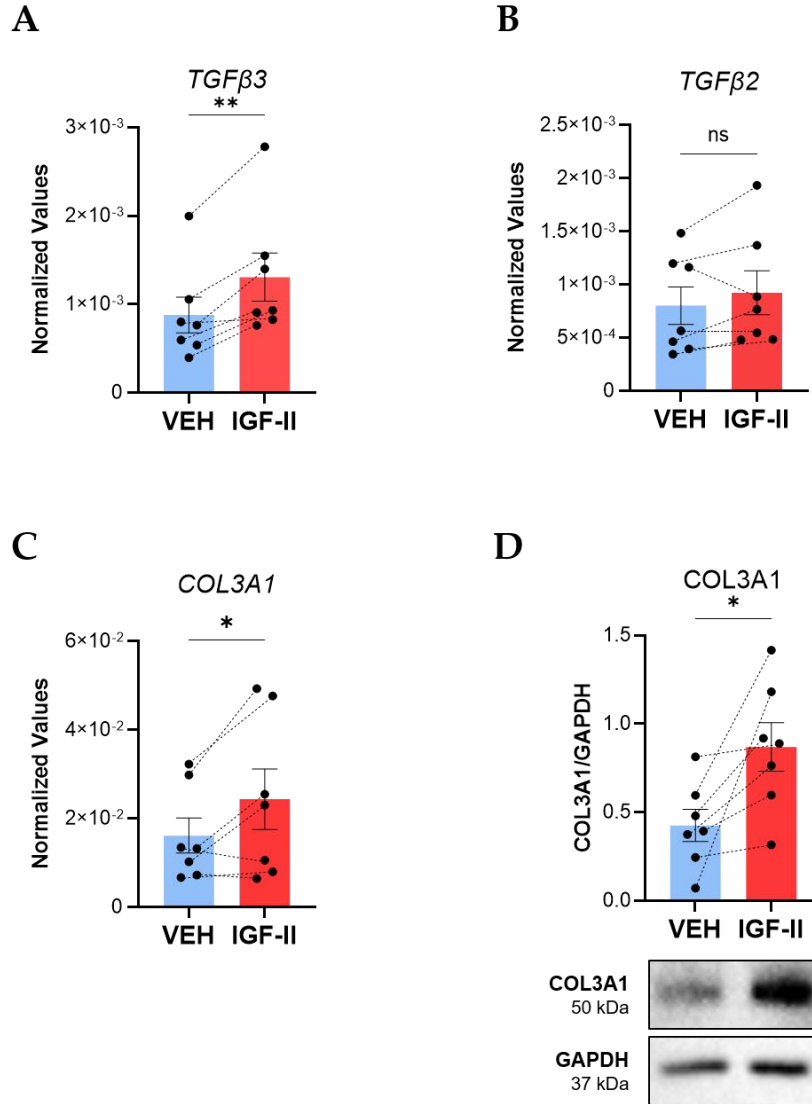 A
TGFβ3
**
Normalized Values
3×10⁻³
2×10⁻³
1×10⁻³
0
VEH IGF-II
B
TGFβ2
ns
Normalized Values
2.5×10⁻³
2×10⁻³
1.5×10⁻³
1×10⁻³
5×10⁻⁴
0
VEH IGF-II
C
COL3A1
*
Normalized Values
6×10⁻²
4×10⁻²
2×10⁻²
0
VEH IGF-II
D
COL3A1
*
COL3A1/GAPDH
1.5
1.0
0.5
0.0
VEH IGF-II
COL3A1
50 kDa
GAPDH
37 kDa